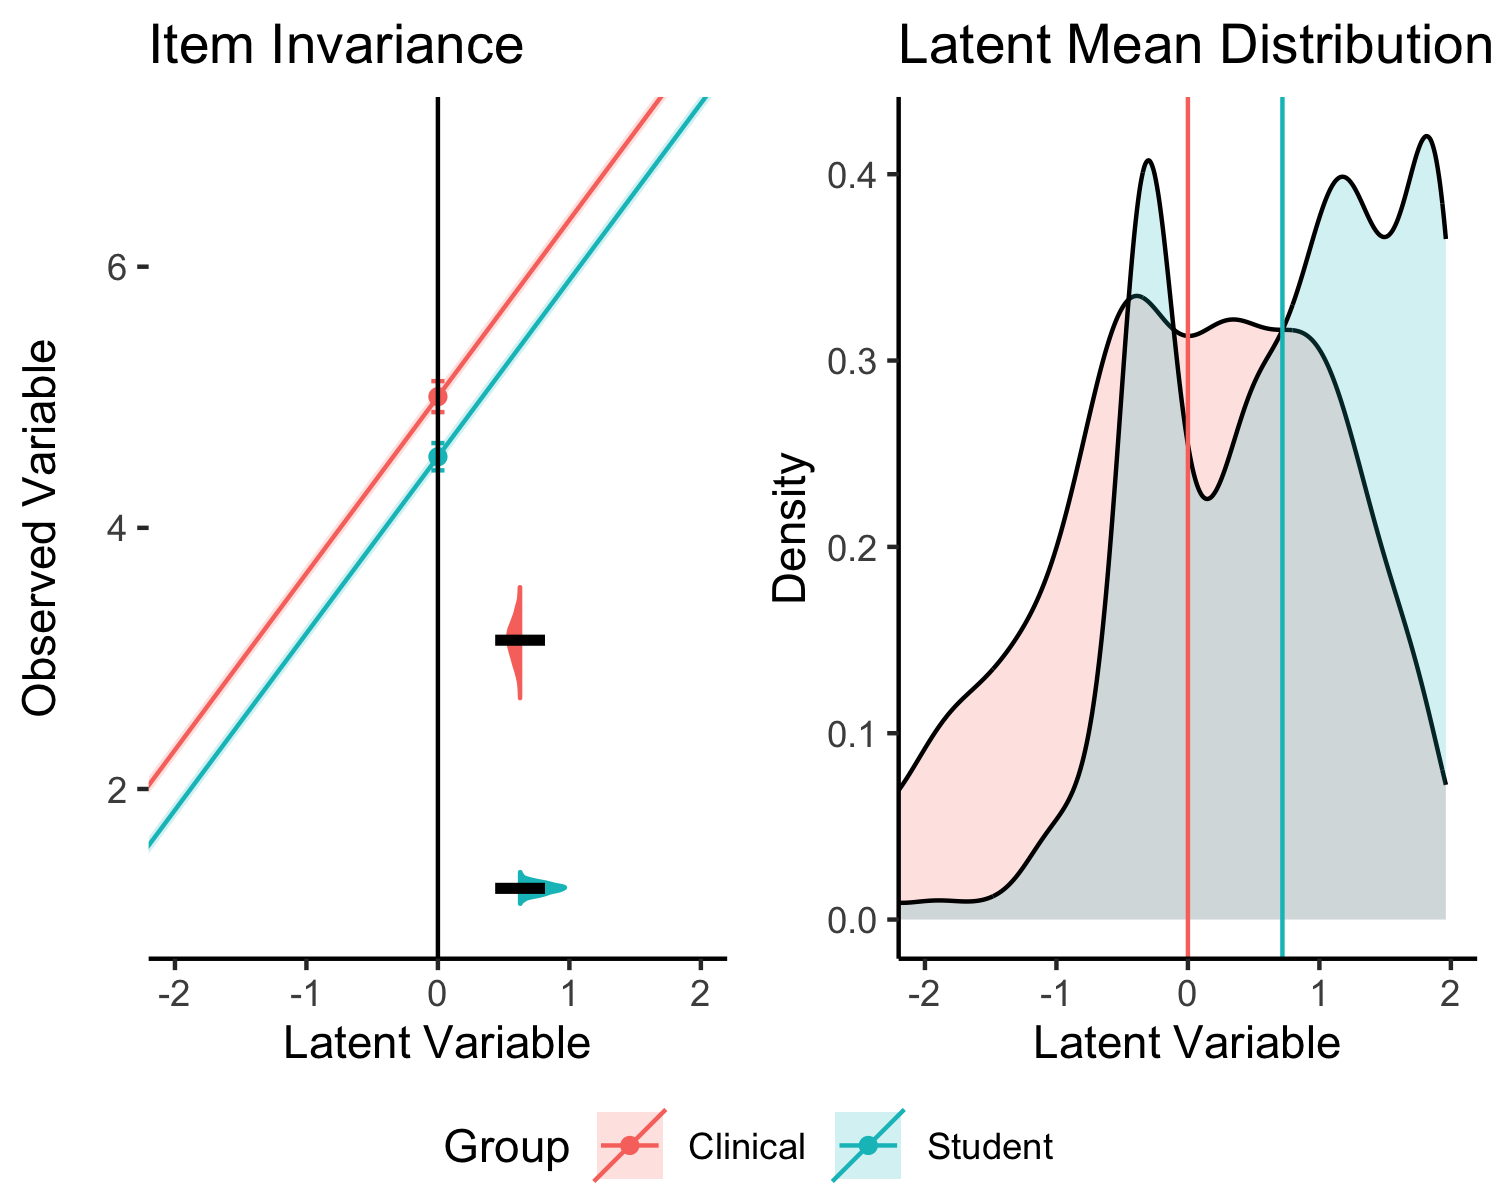 Item Invariance
Observed Variable
6
4
2
-2 -1 0 1 2
Latent Variable
Latent Mean Distribution
Density
0.4
0.3
0.2
0.1
0.0
-2 -1 0 1 2
Latent Variable
Group Clinical Student